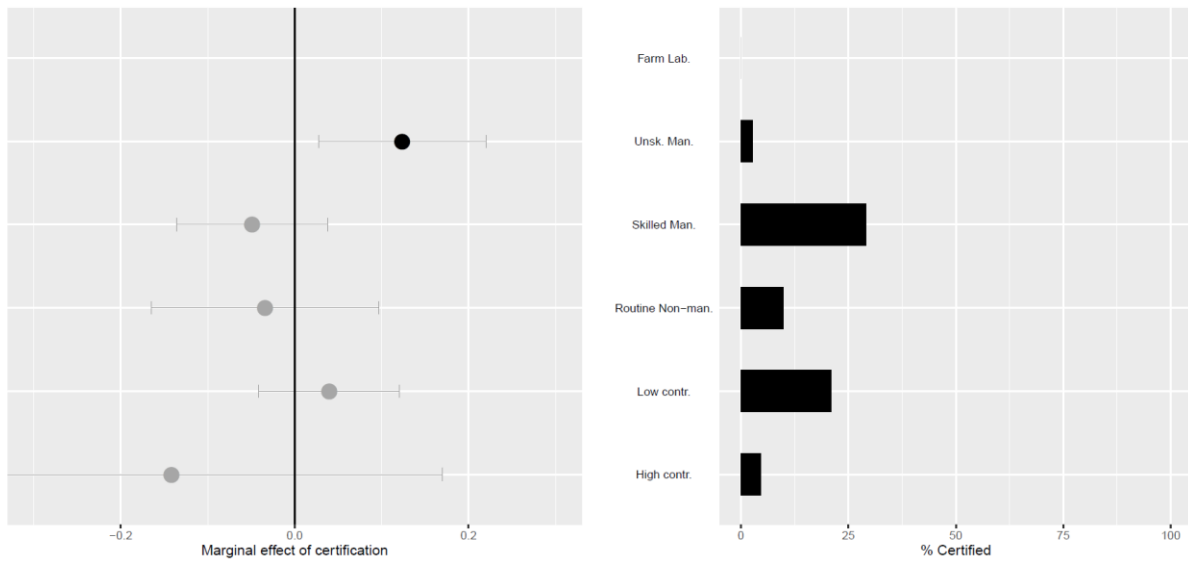 −0.2 0.0 0.2
Marginal effect of certification
Farm Lab.
Unsk. Man.
Skilled Man.
Routine Non−man.
Low contr.
High contr.
0 25 50 75 100
% Certified